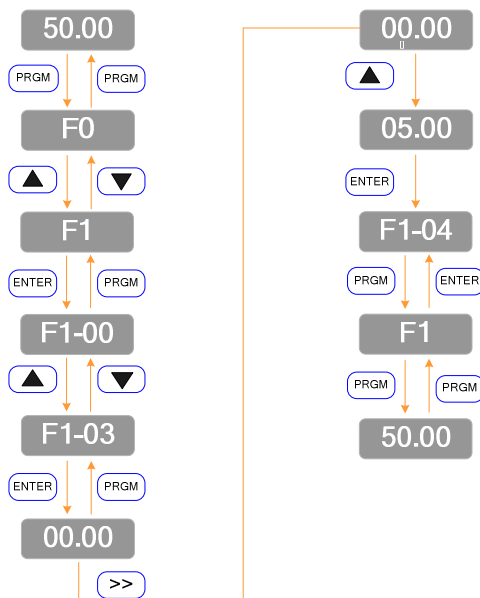 50.00
PRGM
PRGM
F0
F1
ENTER
PRGM
F1-00
F1-03
ENTER
PRGM
00.00
>>
00.00
05.00
ENTER
F1-04
PRGM
ENTER
F1
PRGM
PRGM
50.00